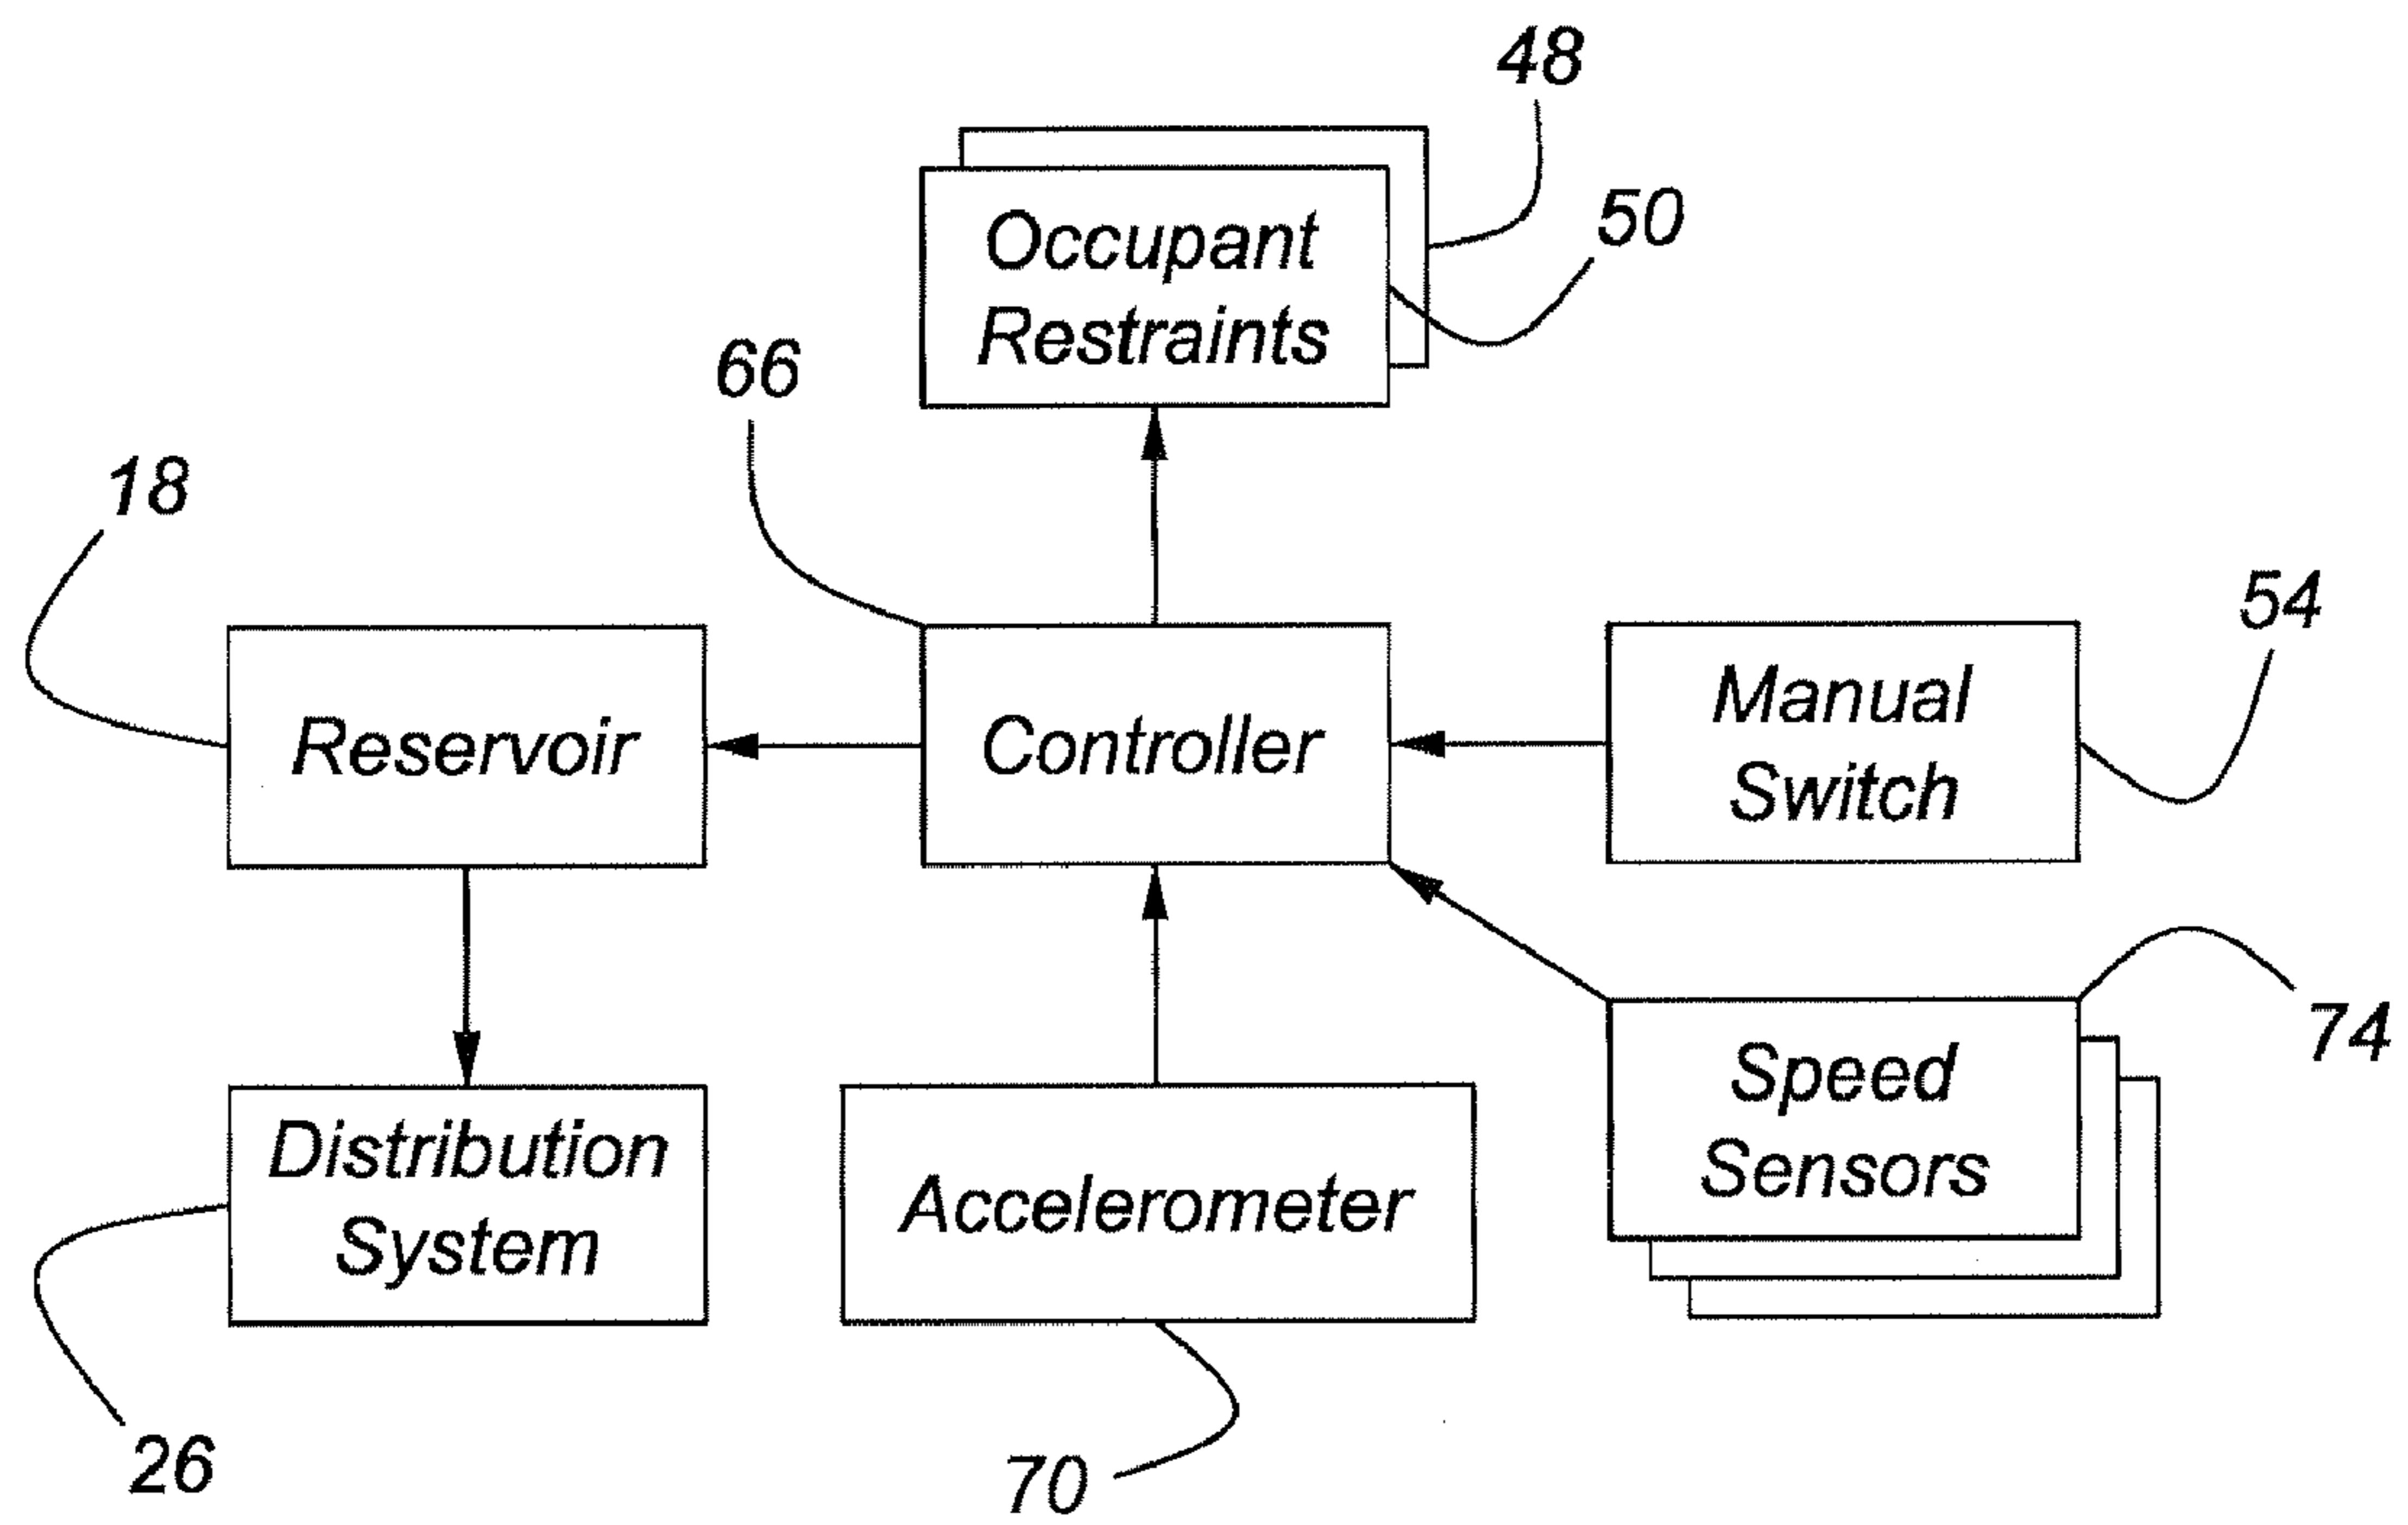 48
Occupant
Restraints
50
66
18
Reservoir
Controller
Manual
Switch
54
Distribution
System
Accelerometer
Speed
Sensors
74
26
70